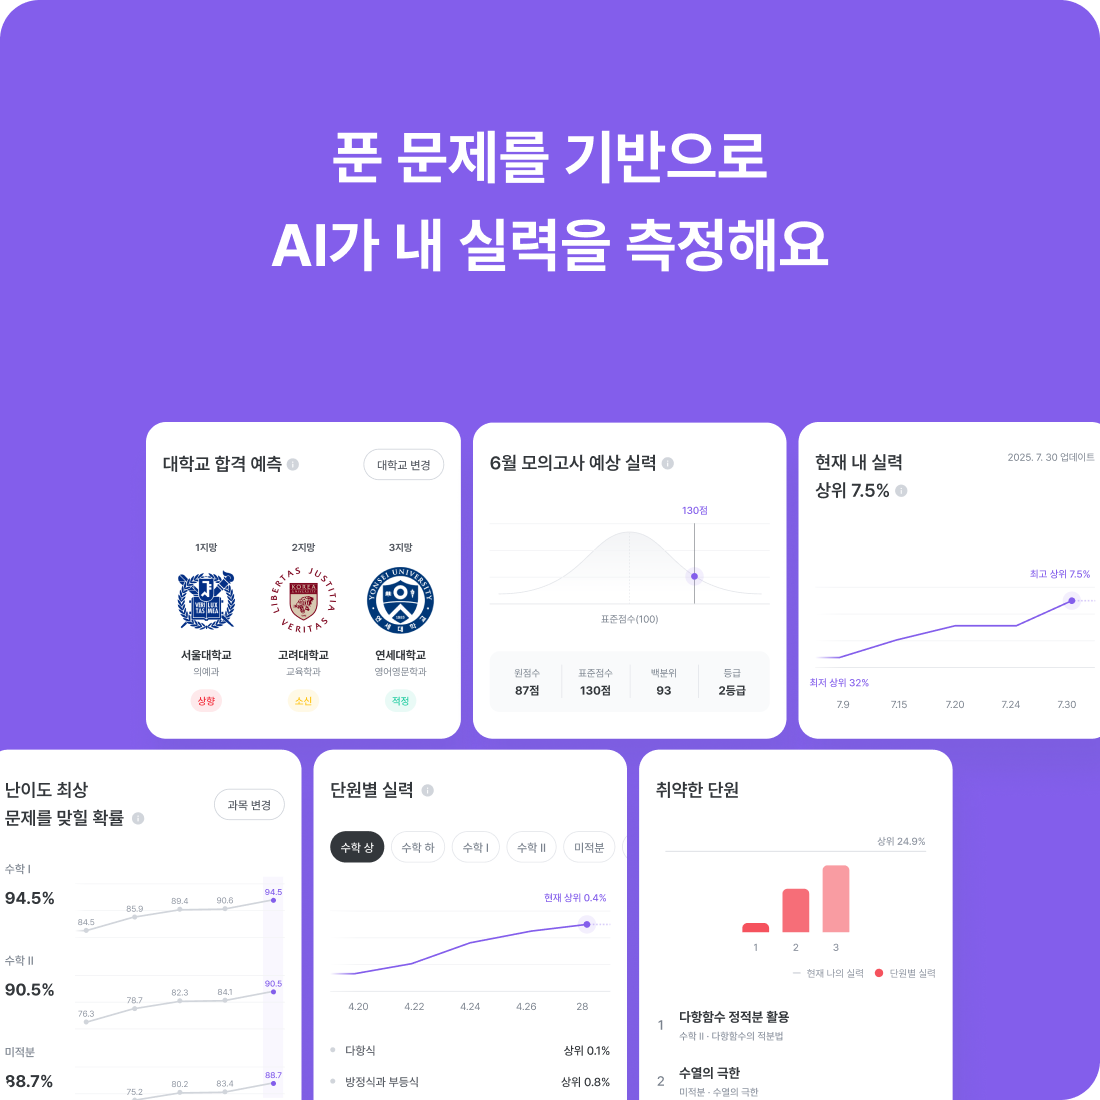 푼 문제를 기반으로
AI가 내 실력을 측정해요
대학교 합격 예측
대학교 변경
1지망
2지망
3지망
VERI LUX
TAS MEA
LIBERTAS JUSTITIA VERITAS
KOREA
YONSEI UNIVERSITY
연세대학교
서울대학교
고려대학교
연세대학교
의예과
교육학과
영어영문학과
상향
소신
적정
6월 모의고사 예상 실력
130점
표준점수(100)
원점수
표준점수
백분위
등급
87점
130점
93
2등급
현재 내 실력
상위 7.5%
2025. 7. 30 업데이트
최고 상위 7.5%
최저 상위 32%
7.9 7.15 7.20 7.24 7.30
난이도 최상
문제를 맞힐 확률
과목 변경
수학 I
94.5%
84.5 85.9 89.4 90.6 94.5
수학 II
90.5%
76.3 78.7 82.3 84.1 90.5
미적분
88.7%
75.2 80.2 83.4 88.7
단원별 실력
수학 상
수학 하
수학 I
수학 II
미적분
현재 상위 0.4%
4.20 4.22 4.24 4.26 28
다항식
상위 0.1%
방정식과 부등식
상위 0.8%
취약한 단원
상위 24.9%
1 2 3
현재 나의 실력
단원별 실력
1
다항함수 정적분 활용
수학 II - 다항함수의 적분법
2
수열의 극한
미적분 · 수열의 극한